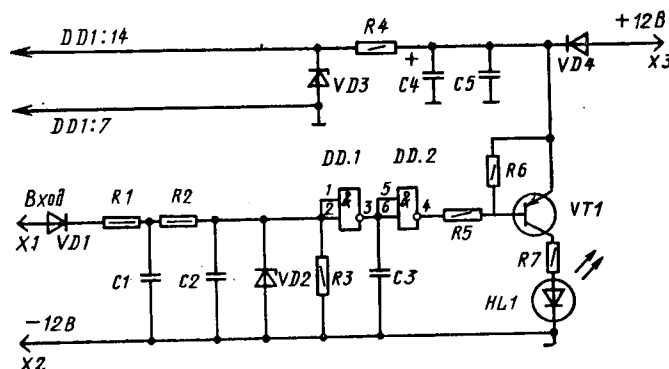 DD1:14
R4
+12В
+
C4
C5
VD4
X3
VD3
DD1:7
DD.1
DD.2
R6
Вход
R1
R2
1
2
&
3
5
6
&
4
R5
VT1
X1
VD1
C1
C2
VD2
R3
C3
R7
HL1
-12В
X2